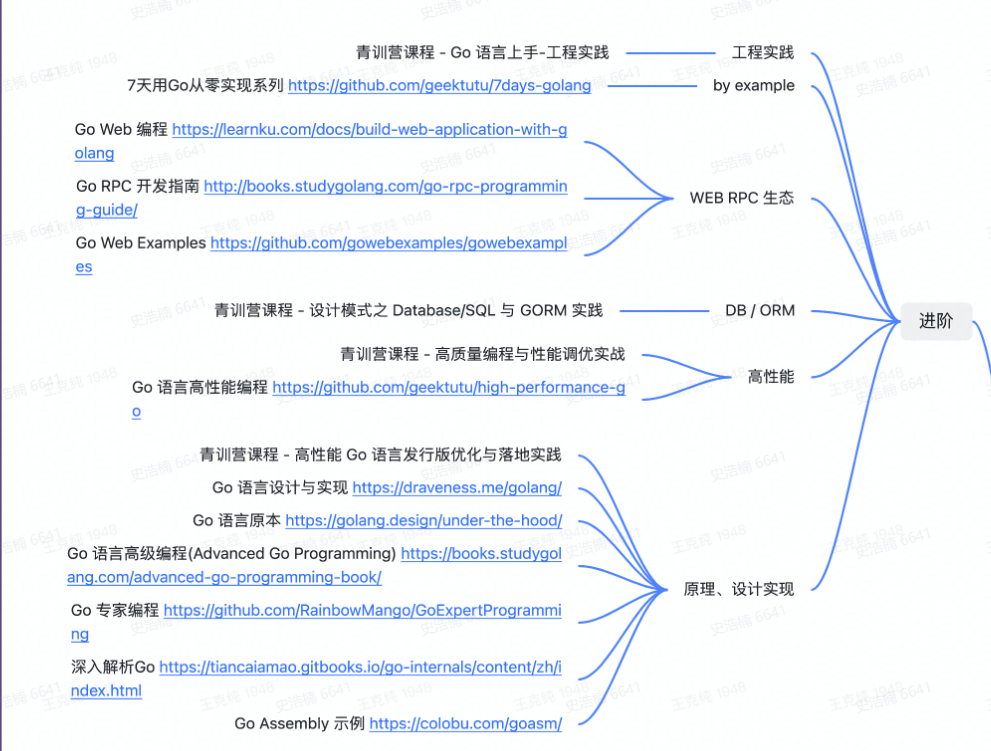 青训营课程 - Go 语言上手-工程实践
工程实践
7天用Go从零实现系列 https://github.com/geektutu/7days-golang
by example
Go Web 编程 https://learnku.com/docs/build-web-application-with-g
olang
Go RPC 开发指南 http://books.studygolang.com/go-rpc-programmin
g-guide/
WEB RPC 生态
Go Web Examples https://github.com/gowebexamples/gowebexampl
es
青训营课程 - 设计模式之 Database/SQL 与 GORM 实践
DB / ORM
进阶
青训营课程 - 高质量编程与性能调优实战
高性能
Go 语言高性能编程 https://github.com/geektutu/high-performance-g
o
青训营课程 - 高性能 Go 语言发行版优化与落地实践
Go 语言设计与实现 https://draveness.me/golang/
Go 语言原本 https://golang.design/under-the-hood/
Go 语言高级编程(Advanced Go Programming) https://books.studygol
ang.com/advanced-go-programming-book/
原理、设计实现
Go 专家编程 https://github.com/RainbowMango/GoExpertProgrammi
ng
深入解析Go https://tiancaiamao.gitbooks.io/go-internals/content/zh/i
ndex.html
Go Assembly 示例 https://colobu.com/goasm/
史浩楠 6641
王克纯 1948